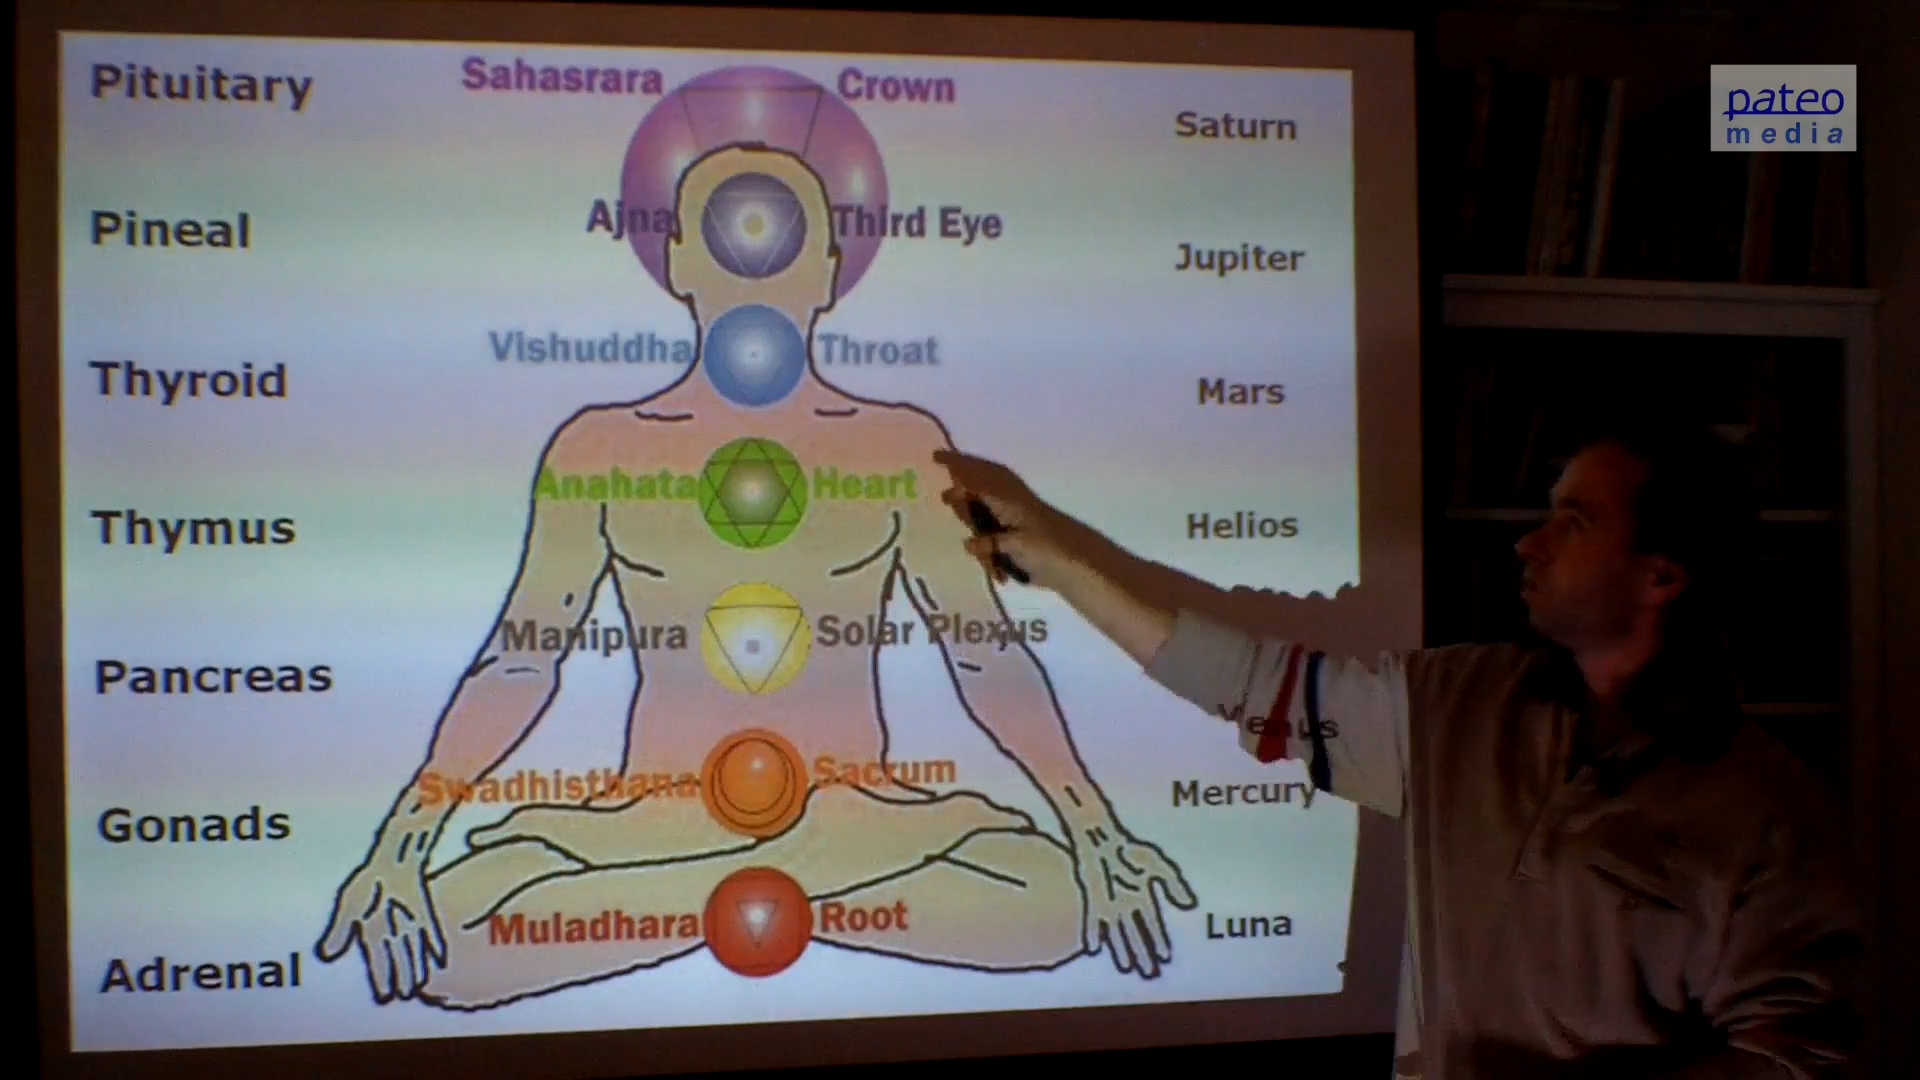 Pituitary
Sahasrara
Crown
Saturn
Pineal
Ajna
Third Eye
Jupiter
Thyroid
Vishuddha
Throat
Mars
Thymus
Anahata
Heart
Helios
Pancreas
Manipura
Solar Plexus
Venus
Gonads
Swadhisthana
Sacrum
Mercury
Adrenal
Muladhara
Root
Luna
pateo
media